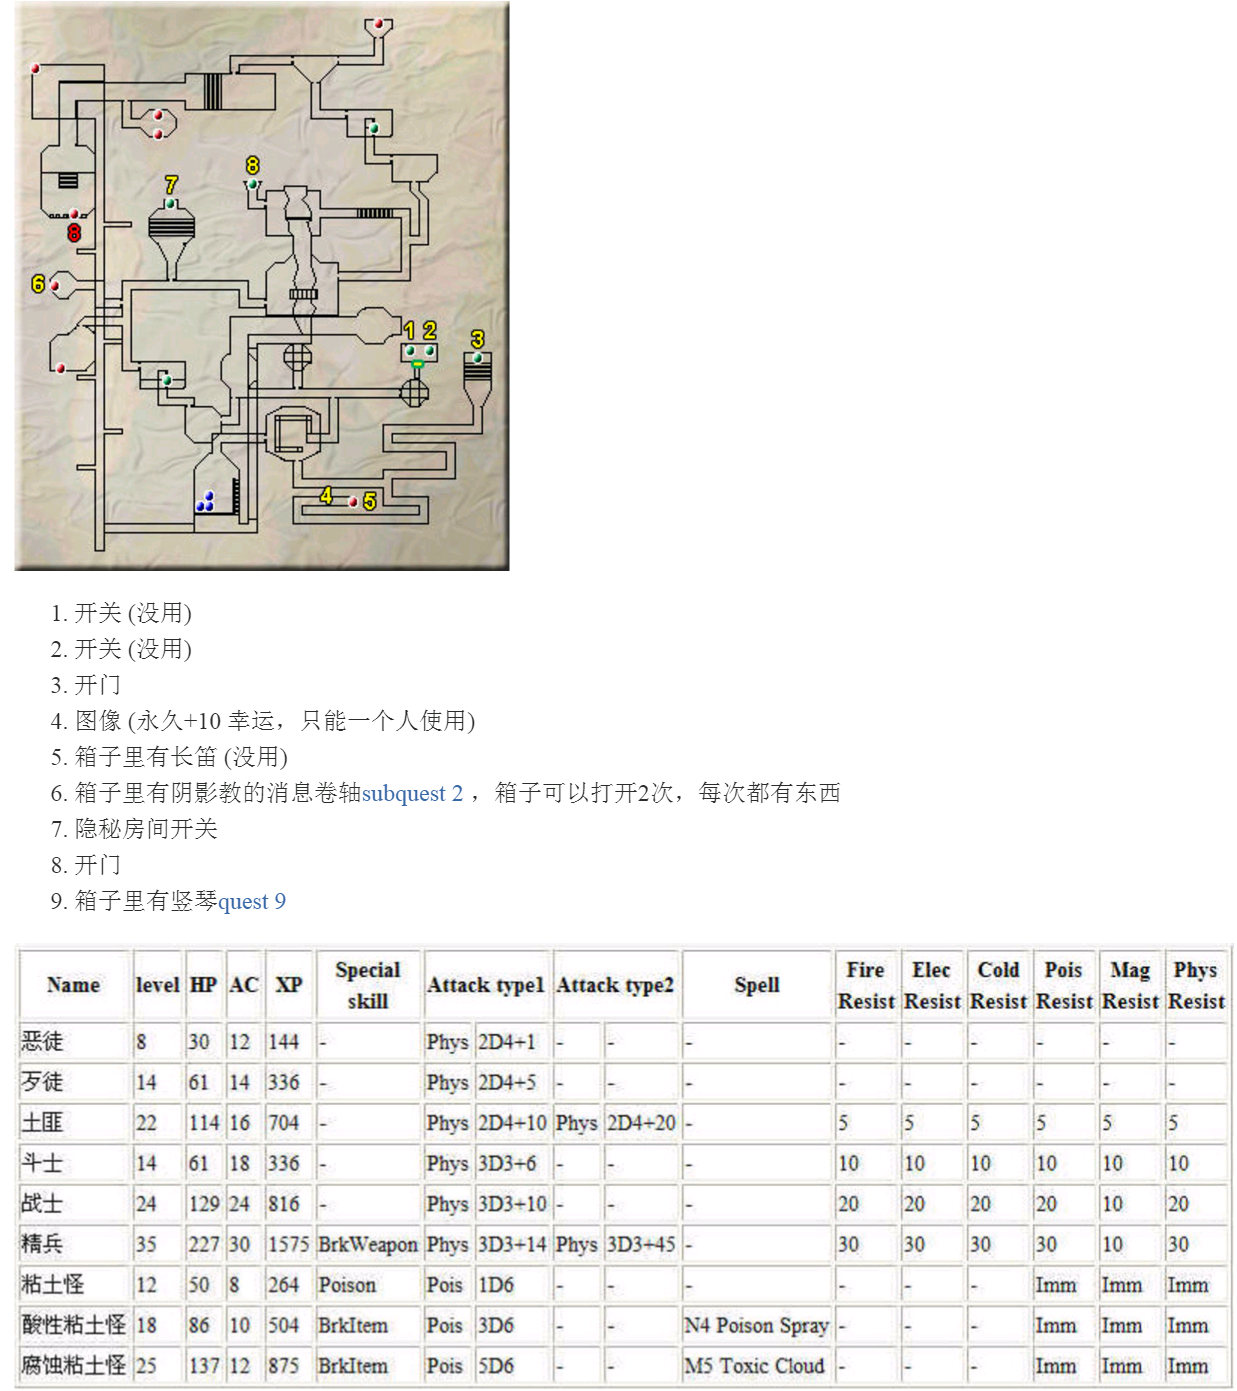 8
7
8
6
1 2
3
4 5
1. 开关 (没用)
2. 开关 (没用)
3. 开门
4. 图像 (永久+10 幸运，只能一个人使用)
5. 箱子里有长笛 (没用)
6. 箱子里有阴影教的消息卷轴subquest 2 ，箱子可以打开2次，每次都有东西
7. 隐秘房间开关
8. 开门
9. 箱子里有竖琴quest 9
Name level HP AC XP Special skill Attack type1 Attack type2 Spell Fire Resist Elec Resist Cold Resist Pois Resist Mag Resist Phys Resist
恶徒 8 30 12 144 - Phys 2D4+1 - - - - - - - - -
歹徒 14 61 14 336 - Phys 2D4+5 - - - - - - - - -
土匪 22 114 16 704 - Phys 2D4+10 Phys 2D4+20 - 5 5 5 5 5 5
斗士 14 61 18 336 - Phys 3D3+6 - - - 10 10 10 10 10 10
战士 24 129 24 816 - Phys 3D3+10 - - - 20 20 20 20 10 20
精兵 35 227 30 1575 BrkWeapon Phys 3D3+14 Phys 3D3+45 - 30 30 30 30 10 30
粘土怪 12 50 8 264 Poison Pois 1D6 - - - - - - Imm Imm Imm
酸性粘土怪 18 86 10 504 BrkItem Pois 3D6 - - N4 Poison Spray - - - Imm Imm Imm
腐蚀粘土怪 25 137 12 875 BrkItem Pois 5D6 - - M5 Toxic Cloud - - - Imm Imm Imm